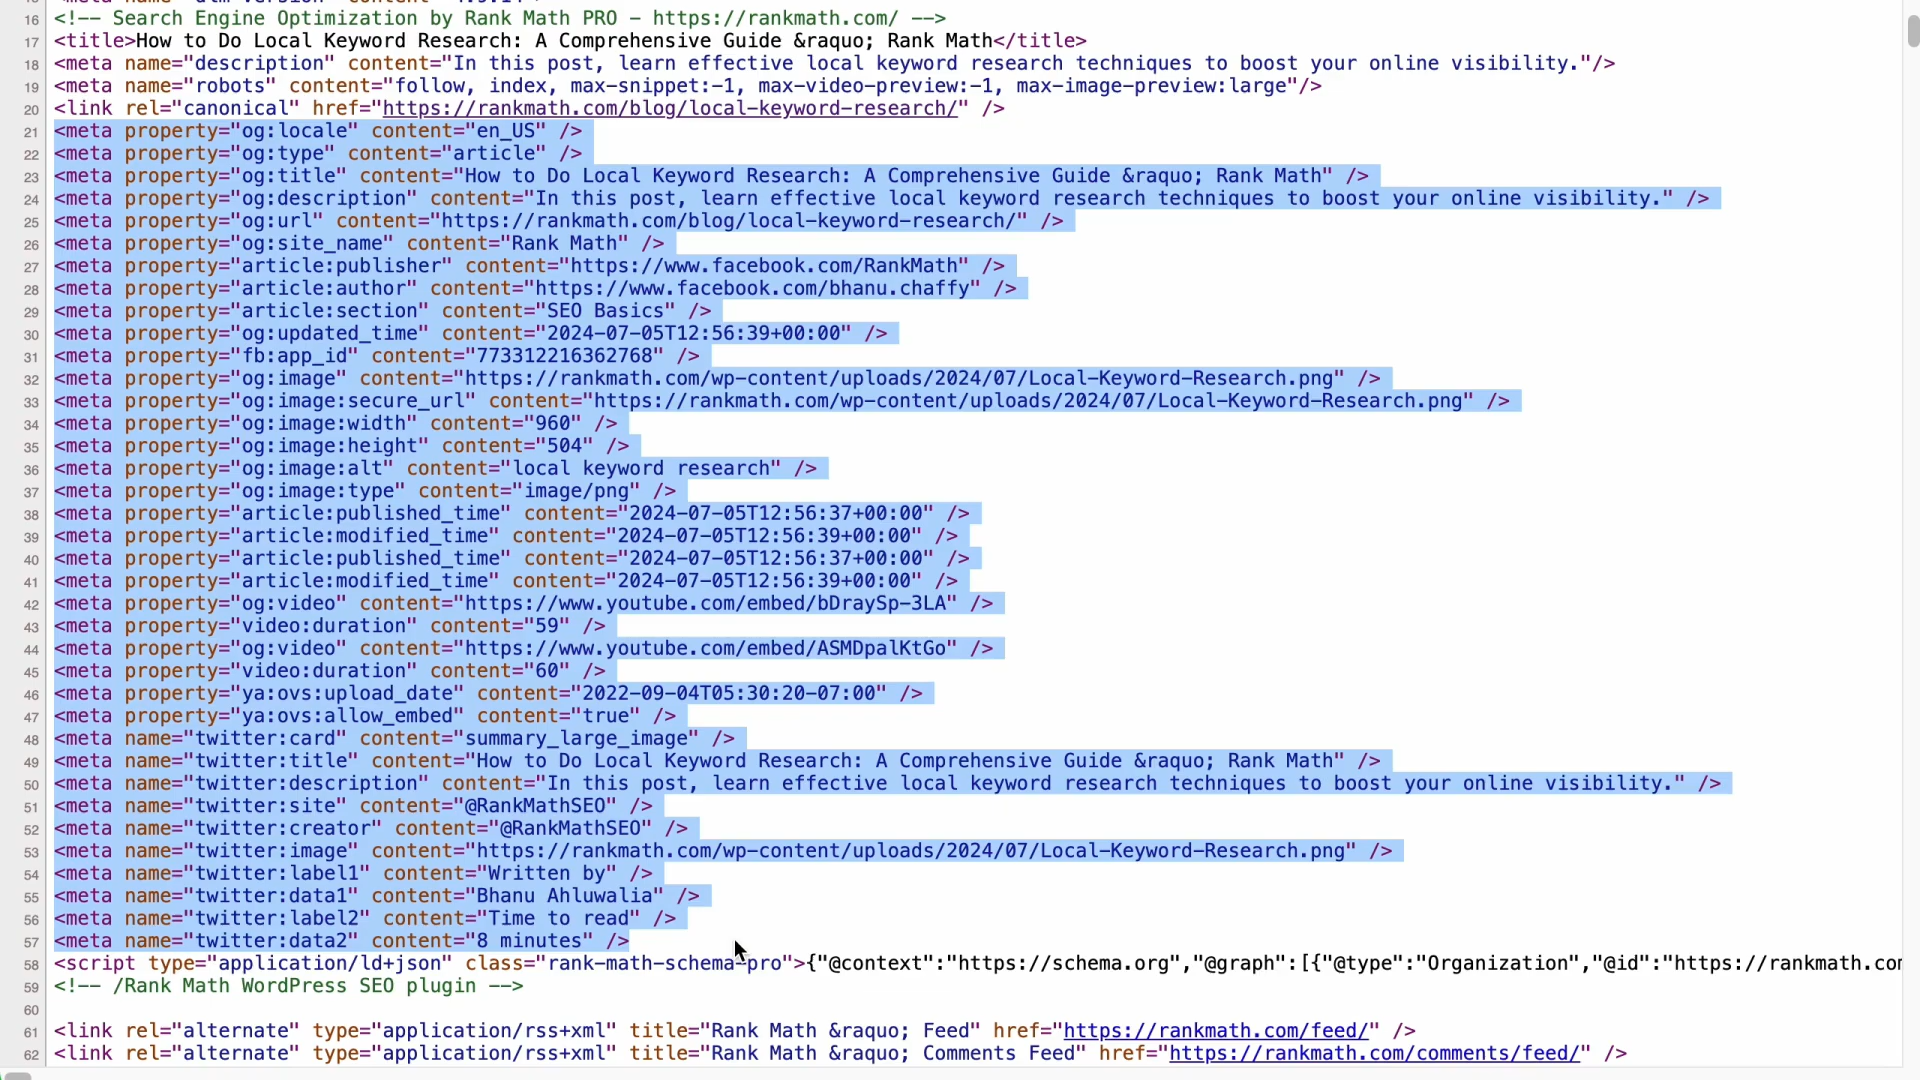 16 <!-- Search Engine Optimization by Rank Math PRO - https://rankmath.com/ -->
17 <title>How to Do Local Keyword Research: A Comprehensive Guide &raquo; Rank Math</title>
18 <meta name="description" content="In this post, learn effective local keyword research techniques to boost your online visibility."/>
19 <meta name="robots" content="follow, index, max-snippet:-1, max-video-preview:-1, max-image-preview:large"/>
20 <link rel="canonical" href="https://rankmath.com/blog/local-keyword-research/" />
21 <meta property="og:locale" content="en_US" />
22 <meta property="og:type" content="article" />
23 <meta property="og:title" content="How to Do Local Keyword Research: A Comprehensive Guide &raquo; Rank Math" />
24 <meta property="og:description" content="In this post, learn effective local keyword research techniques to boost your online visibility." />
25 <meta property="og:url" content="https://rankmath.com/blog/local-keyword-research/" />
26 <meta property="og:site_name" content="Rank Math" />
27 <meta property="article:publisher" content="https://www.facebook.com/RankMath" />
28 <meta property="article:author" content="https://www.facebook.com/bhanu.chaffy" />
29 <meta property="article:section" content="SEO Basics" />
30 <meta property="og:updated_time" content="2024-07-05T12:56:39+00:00" />
31 <meta property="fb:app_id" content="773312216362768" />
32 <meta property="og:image" content="https://rankmath.com/wp-content/uploads/2024/07/Local-Keyword-Research.png" />
33 <meta property="og:image:secure_url" content="https://rankmath.com/wp-content/uploads/2024/07/Local-Keyword-Research.png" />
34 <meta property="og:image:width" content="960" />
35 <meta property="og:image:height" content="504" />
36 <meta property="og:image:alt" content="local keyword research" />
37 <meta property="og:image:type" content="image/png" />
38 <meta property="article:published_time" content="2024-07-05T12:56:37+00:00" />
39 <meta property="article:modified_time" content="2024-07-05T12:56:39+00:00" />
40 <meta property="article:published_time" content="2024-07-05T12:56:37+00:00" />
41 <meta property="article:modified_time" content="2024-07-05T12:56:39+00:00" />
42 <meta property="og:video" content="https://www.youtube.com/embed/bDraySp-3LA" />
43 <meta property="video:duration" content="59" />
44 <meta property="og:video" content="https://www.youtube.com/embed/ASMDpalKtGo" />
45 <meta property="video:duration" content="60" />
46 <meta property="ya:ovs:upload_date" content="2022-09-04T05:30:20-07:00" />
47 <meta property="ya:ovs:allow_embed" content="true" />
48 <meta name="twitter:card" content="summary_large_image" />
49 <meta name="twitter:title" content="How to Do Local Keyword Research: A Comprehensive Guide &raquo; Rank Math" />
50 <meta name="twitter:description" content="In this post, learn effective local keyword research techniques to boost your online visibility." />
51 <meta name="twitter:site" content="@RankMathSEO" />
52 <meta name="twitter:creator" content="@RankMathSEO" />
53 <meta name="twitter:image" content="https://rankmath.com/wp-content/uploads/2024/07/Local-Keyword-Research.png" />
54 <meta name="twitter:label1" content="Written by" />
55 <meta name="twitter:data1" content="Bhanu Ahluwalia" />
56 <meta name="twitter:label2" content="Time to read" />
57 <meta name="twitter:data2" content="8 minutes" />
58 <script type="application/ld+json" class="rank-math-schema-pro">{"@context":"https://schema.org","@graph":[{"@type":"Organization","@id":"https://rankmath.co
59 <!-- /Rank Math WordPress SEO plugin -->
60
61 <link rel="alternate" type="application/rss+xml" title="Rank Math &raquo; Feed" href="https://rankmath.com/feed/" />
62 <link rel="alternate" type="application/rss+xml" title="Rank Math &raquo; Comments Feed" href="https://rankmath.com/comments/feed/" />